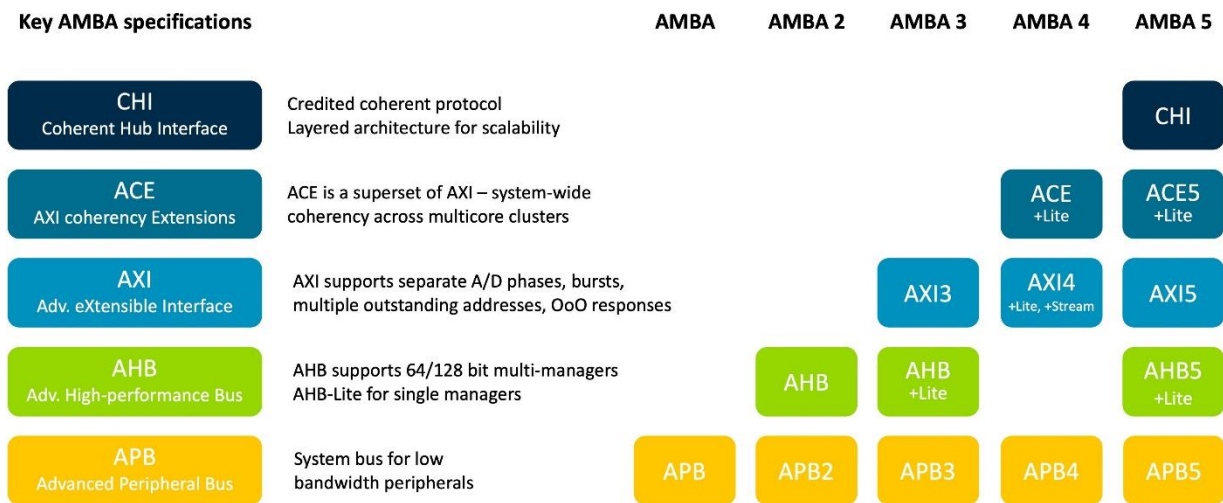 Key AMBA specifications
AMBA
AMBA 2
AMBA 3
AMBA 4
AMBA 5
CHI
Coherent Hub Interface
Credited coherent protocol
Layered architecture for scalability
CHI
ACE
AXI coherency Extensions
ACE is a superset of AXI – system-wide
coherency across multicore clusters
ACE
+Lite
ACE5
+Lite
AXI
Adv. eXtensible Interface
AXI supports separate A/D phases, bursts,
multiple outstanding addresses, OoO responses
AXI3
AXI4
+Lite, +Stream
AXI5
AHB
Adv. High-performance Bus
AHB supports 64/128 bit multi-managers
AHB-Lite for single managers
AHB
AHB
+Lite
AHB5
+Lite
APB
Advanced Peripheral Bus
System bus for low
bandwidth peripherals
APB
APB2
APB3
APB4
APB5